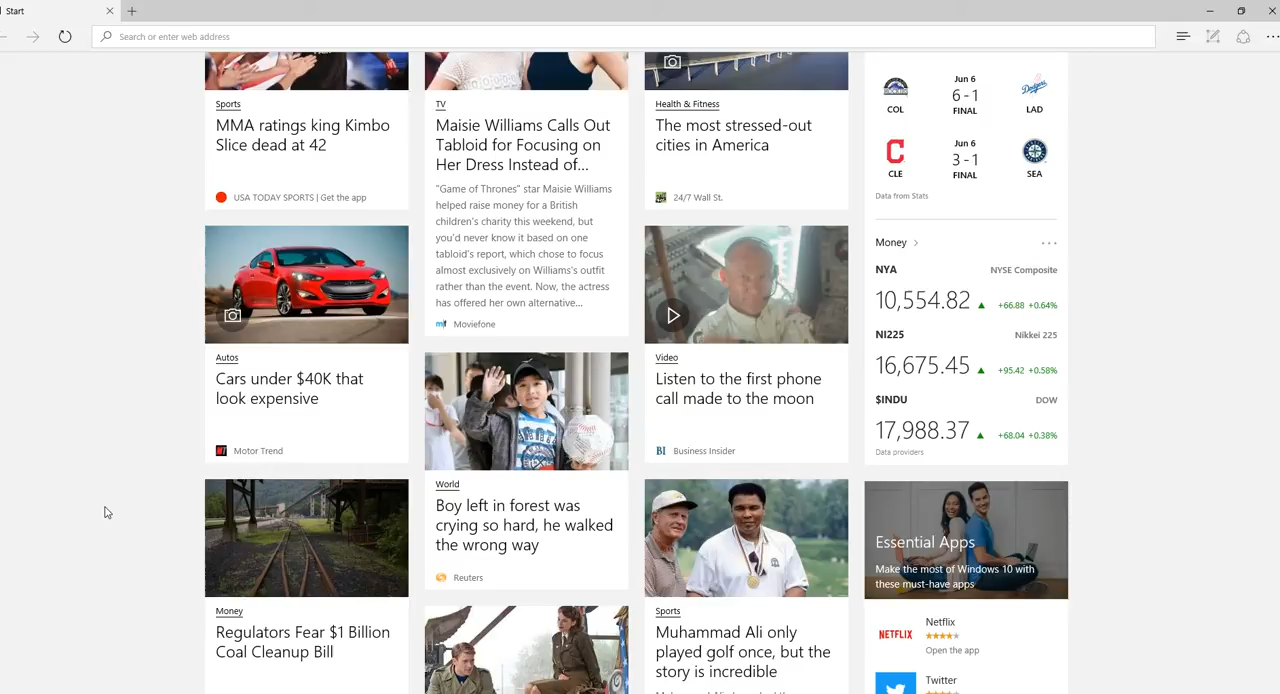 Start
Search or enter web address
Sports
MMA ratings king Kimbo
Slice dead at 42
USA TODAY SPORTS | Get the app
Autos
Cars under $40K that
look expensive
Motor Trend
Money
Regulators Fear $1 Billion
Coal Cleanup Bill
TV
Maisie Williams Calls Out
Tabloid for Focusing on
Her Dress Instead of...
"Game of Thrones" star Maisie Williams
helped raise money for a British
children's charity this weekend, but
you'd never know it based on one
tabloid's report, which chose to focus
almost exclusively on Williams's outfit
rather than the event. Now, the actress
has offered her own alternative...
Moviefone
World
Boy left in forest was
crying so hard, he walked
the wrong way
Reuters
Health & Fitness
The most stressed-out
cities in America
24/7 Wall St.
Video
Listen to the first phone
call made to the moon
BI Business Insider
Sports
Muhammad Ali only
played golf once, but the
story is incredible
Jun 6
6 - 1
COL FINAL LAD
Jun 6
3 - 1
CLE FINAL SEA
Data from Stats
Money
NYA NYSE Composite
10,554.82 +66.88 +0.64%
NI225 Nikkei 225
16,675.45 +95.42 +0.58%
$INDU DOW
17,988.37 +68.04 +0.38%
Data providers
Essential Apps
Make the most of Windows 10 with
these must-have apps
NETFLIX
Netflix
Open the app
Twitter